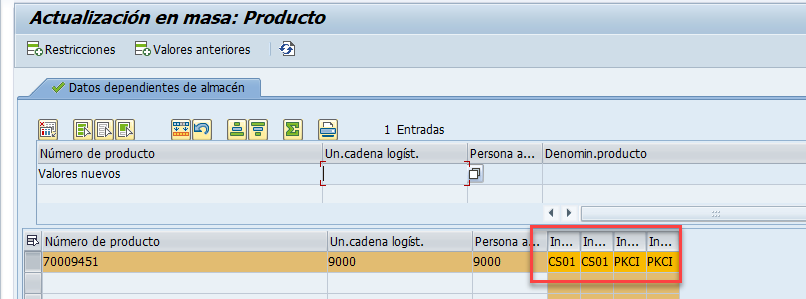 Actualización en masa: Producto
Restricciones Valores anteriores
Datos dependientes de almacén
1 Entradas
Número de producto Un.cadena logíst. Persona a... Denomin.producto
Valores nuevos
Número de producto Un.cadena logíst. Persona a... In... In... In... In...
70009451 9000 9000 CS01 CS01 PKCI PKCI